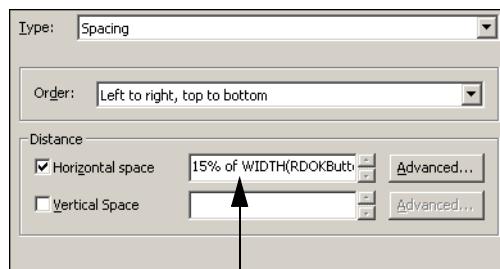 Type: Spacing
Order: Left to right, top to bottom
Distance
Horizontal space 15% of WIDTH(RDOKButt Advanced...
Vertical Space Advanced...